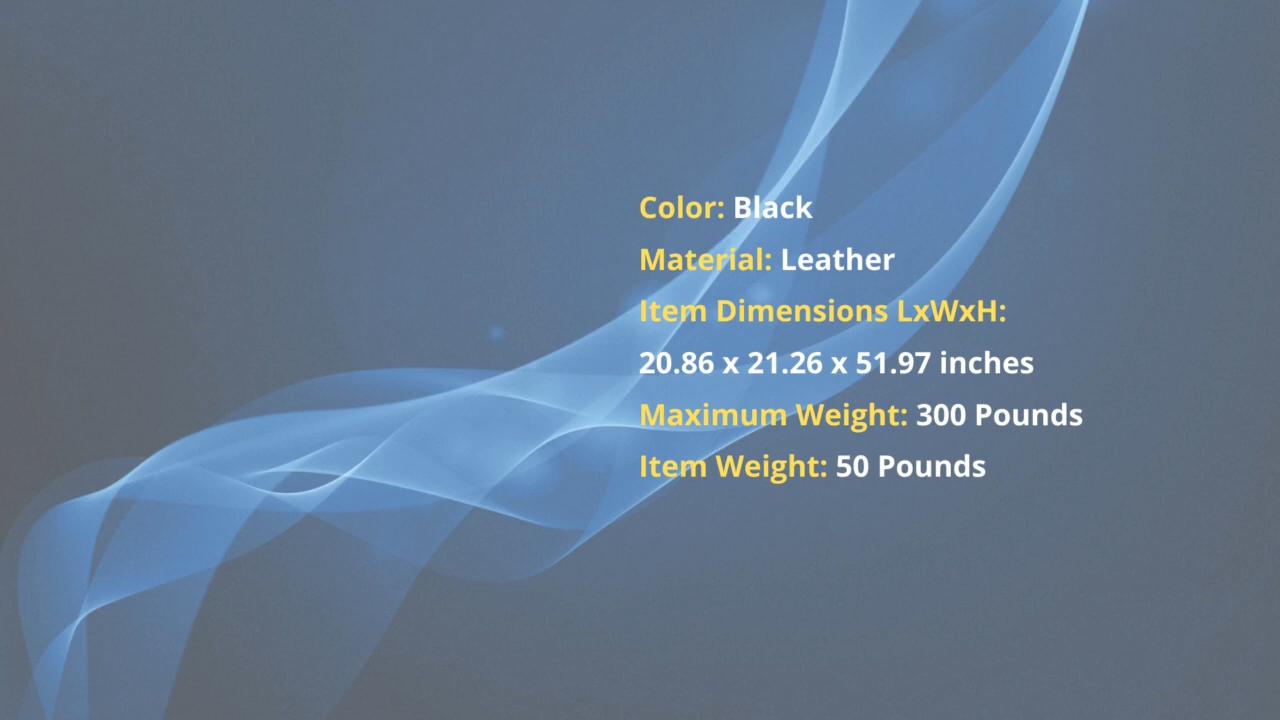 Color: Black
Material: Leather
Item Dimensions LxWxH:
20.86 x 21.26 x 51.97 inches
Maximum Weight: 300 Pounds
Item Weight: 50 Pounds